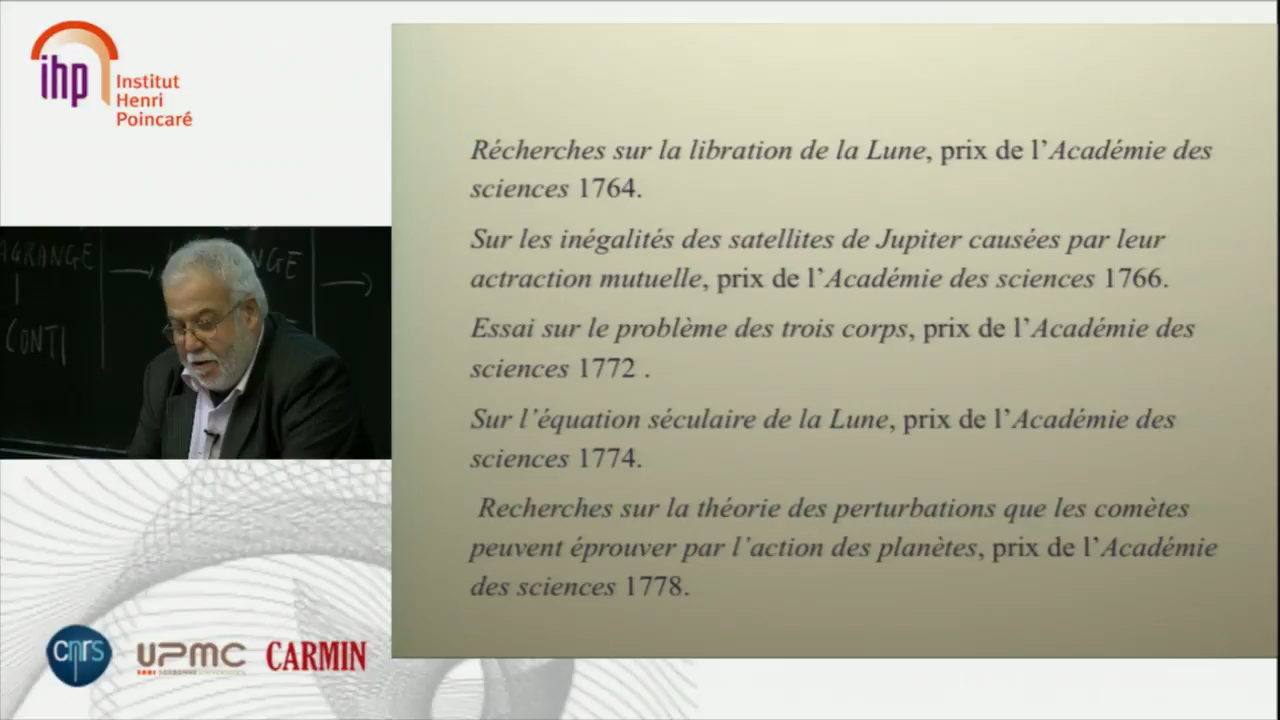 ihp
Institut
Henri
Poincaré
Récherches sur la libration de la Lune, prix de l’Académie des
sciences 1764.
Sur les inégalités des satellites de Jupiter causées par leur
actraction mutuelle, prix de l’Académie des sciences 1766.
Essai sur le problème des trois corps, prix de l’Académie des
sciences 1772 .
Sur l’équation séculaire de la Lune, prix de l’Académie des
sciences 1774.
Recherches sur la théorie des perturbations que les comètes
peuvent éprouver par l’action des planètes, prix de l’Académie
des sciences 1778.
AGRANGE
NGE
CONTI
cnrs
UPMC
CARMIN